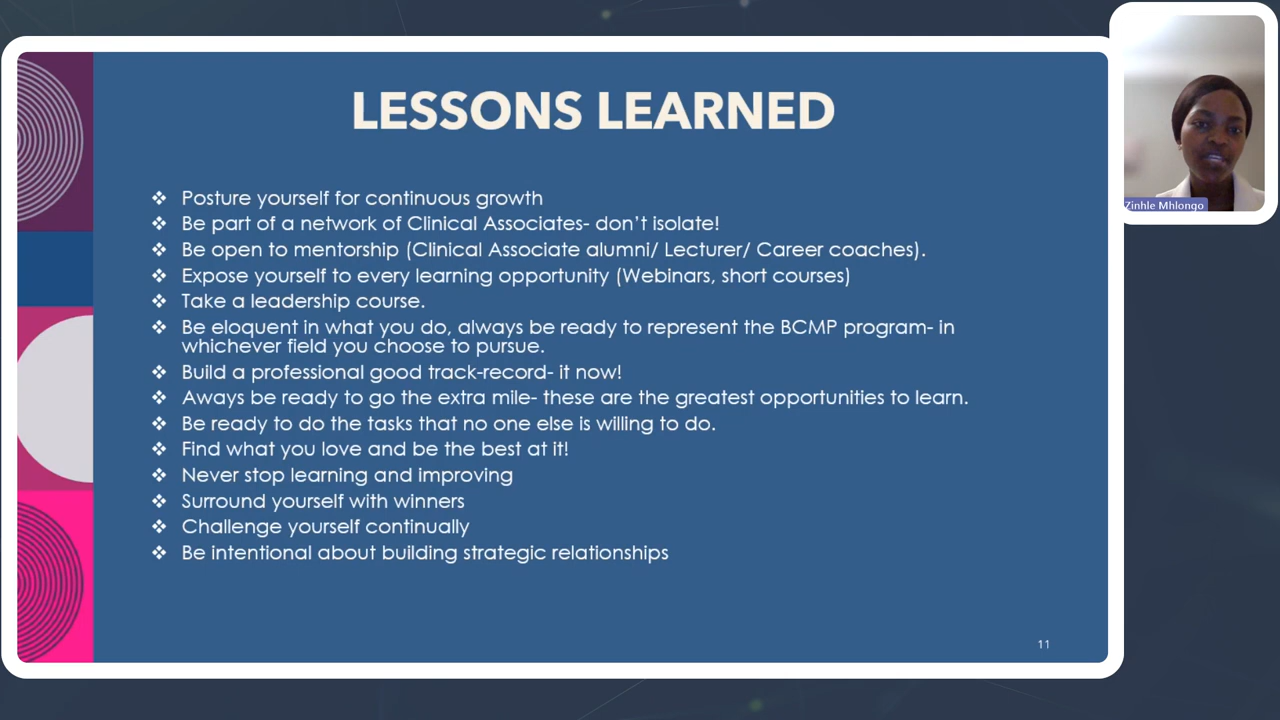 LESSONS LEARNED
❖ Posture yourself for continuous growth
❖ Be part of a network of Clinical Associates- don’t isolate!
❖ Be open to mentorship (Clinical Associate alumni/ Lecturer/ Career coaches).
❖ Expose yourself to every learning opportunity (Webinars, short courses)
❖ Take a leadership course.
❖ Be eloquent in what you do, always be ready to represent the BCMP program- in
whichever field you choose to pursue.
❖ Build a professional good track-record- it now!
❖ Aways be ready to go the extra mile- these are the greatest opportunities to learn.
❖ Be ready to do the tasks that no one else is willing to do.
❖ Find what you love and be the best at it!
❖ Never stop learning and improving
❖ Surround yourself with winners
❖ Challenge yourself continually
❖ Be intentional about building strategic relationships
11
Zinhle Mhlongo